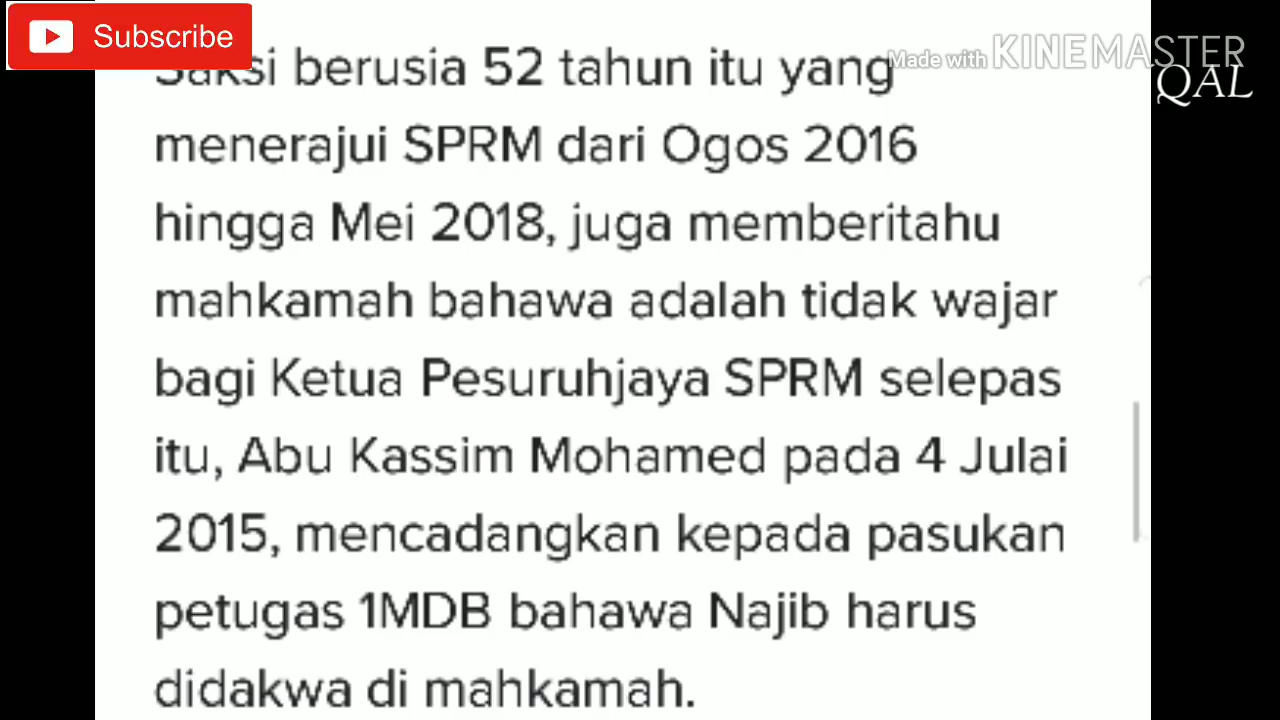 Subscribe
Made with KINEMASTER
QAL
Saksi berusia 52 tahun itu yang
menerajui SPRM dari Ogos 2016
hingga Mei 2018, juga memberitahu
mahkamah bahawa adalah tidak wajar
bagi Ketua Pesuruhjaya SPRM selepas
itu, Abu Kassim Mohamed pada 4 Julai
2015, mencadangkan kepada pasukan
petugas 1MDB bahawa Najib harus
didakwa di mahkamah.